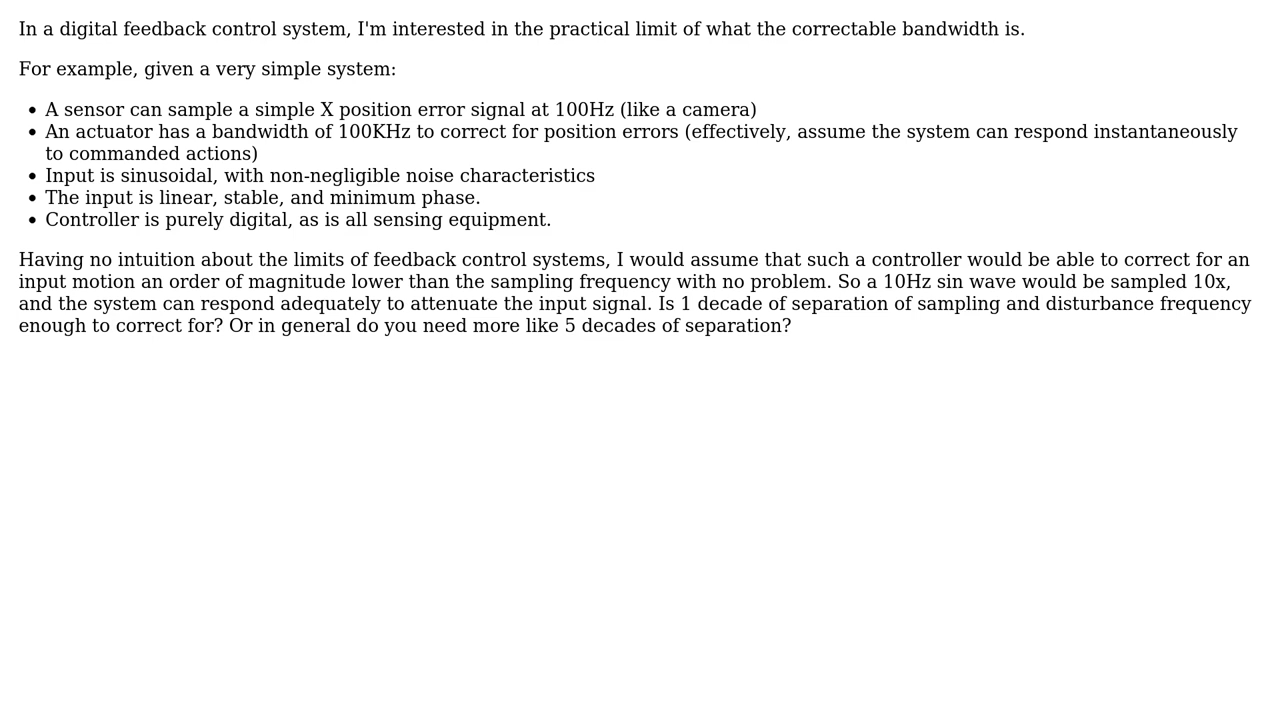 In a digital feedback control system, I'm interested in the practical limit of what the correctable bandwidth is.
For example, given a very simple system:
• A sensor can sample a simple X position error signal at 100Hz (like a camera)
• An actuator has a bandwidth of 100KHz to correct for position errors (effectively, assume the system can respond instantaneously
to commanded actions)
• Input is sinusoidal, with non-negligible noise characteristics
• The input is linear, stable, and minimum phase.
• Controller is purely digital, as is all sensing equipment.
Having no intuition about the limits of feedback control systems, I would assume that such a controller would be able to correct for an
input motion an order of magnitude lower than the sampling frequency with no problem. So a 10Hz sin wave would be sampled 10x,
and the system can respond adequately to attenuate the input signal. Is 1 decade of separation of sampling and disturbance frequency
enough to correct for? Or in general do you need more like 5 decades of separation?